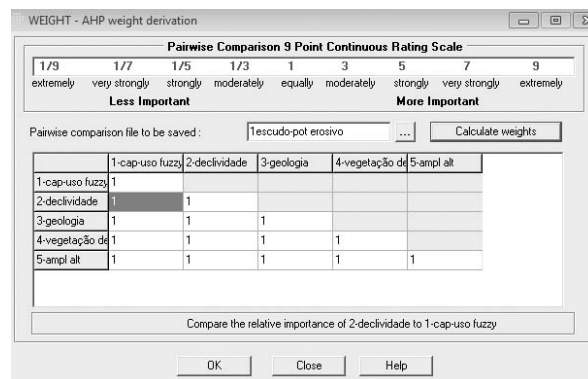 WEIGHT - AHP weight derivation
Pairwise Comparison 9 Point Continuous Rating Scale
1/9 1/7 1/5 1/3 1 3 5 7 9
extremely very strongly strongly moderately equally moderately strongly very strongly extremely
Less Important More Important
Pairwise comparison file to be saved : 1escudo-pot erosivo ... Calculate weights
1-cap-uso fuzzy 2-declividade 3-geologia 4-vegetação de 5-ampl alt
1-cap-uso fuzzy 1
2-declividade 1 1
3-geologia 1 1 1
4-vegetação de 1 1 1 1
5-ampl alt 1 1 1 1 1
Compare the relative importance of 2-declividade to 1-cap-uso fuzzy
OK Close Help